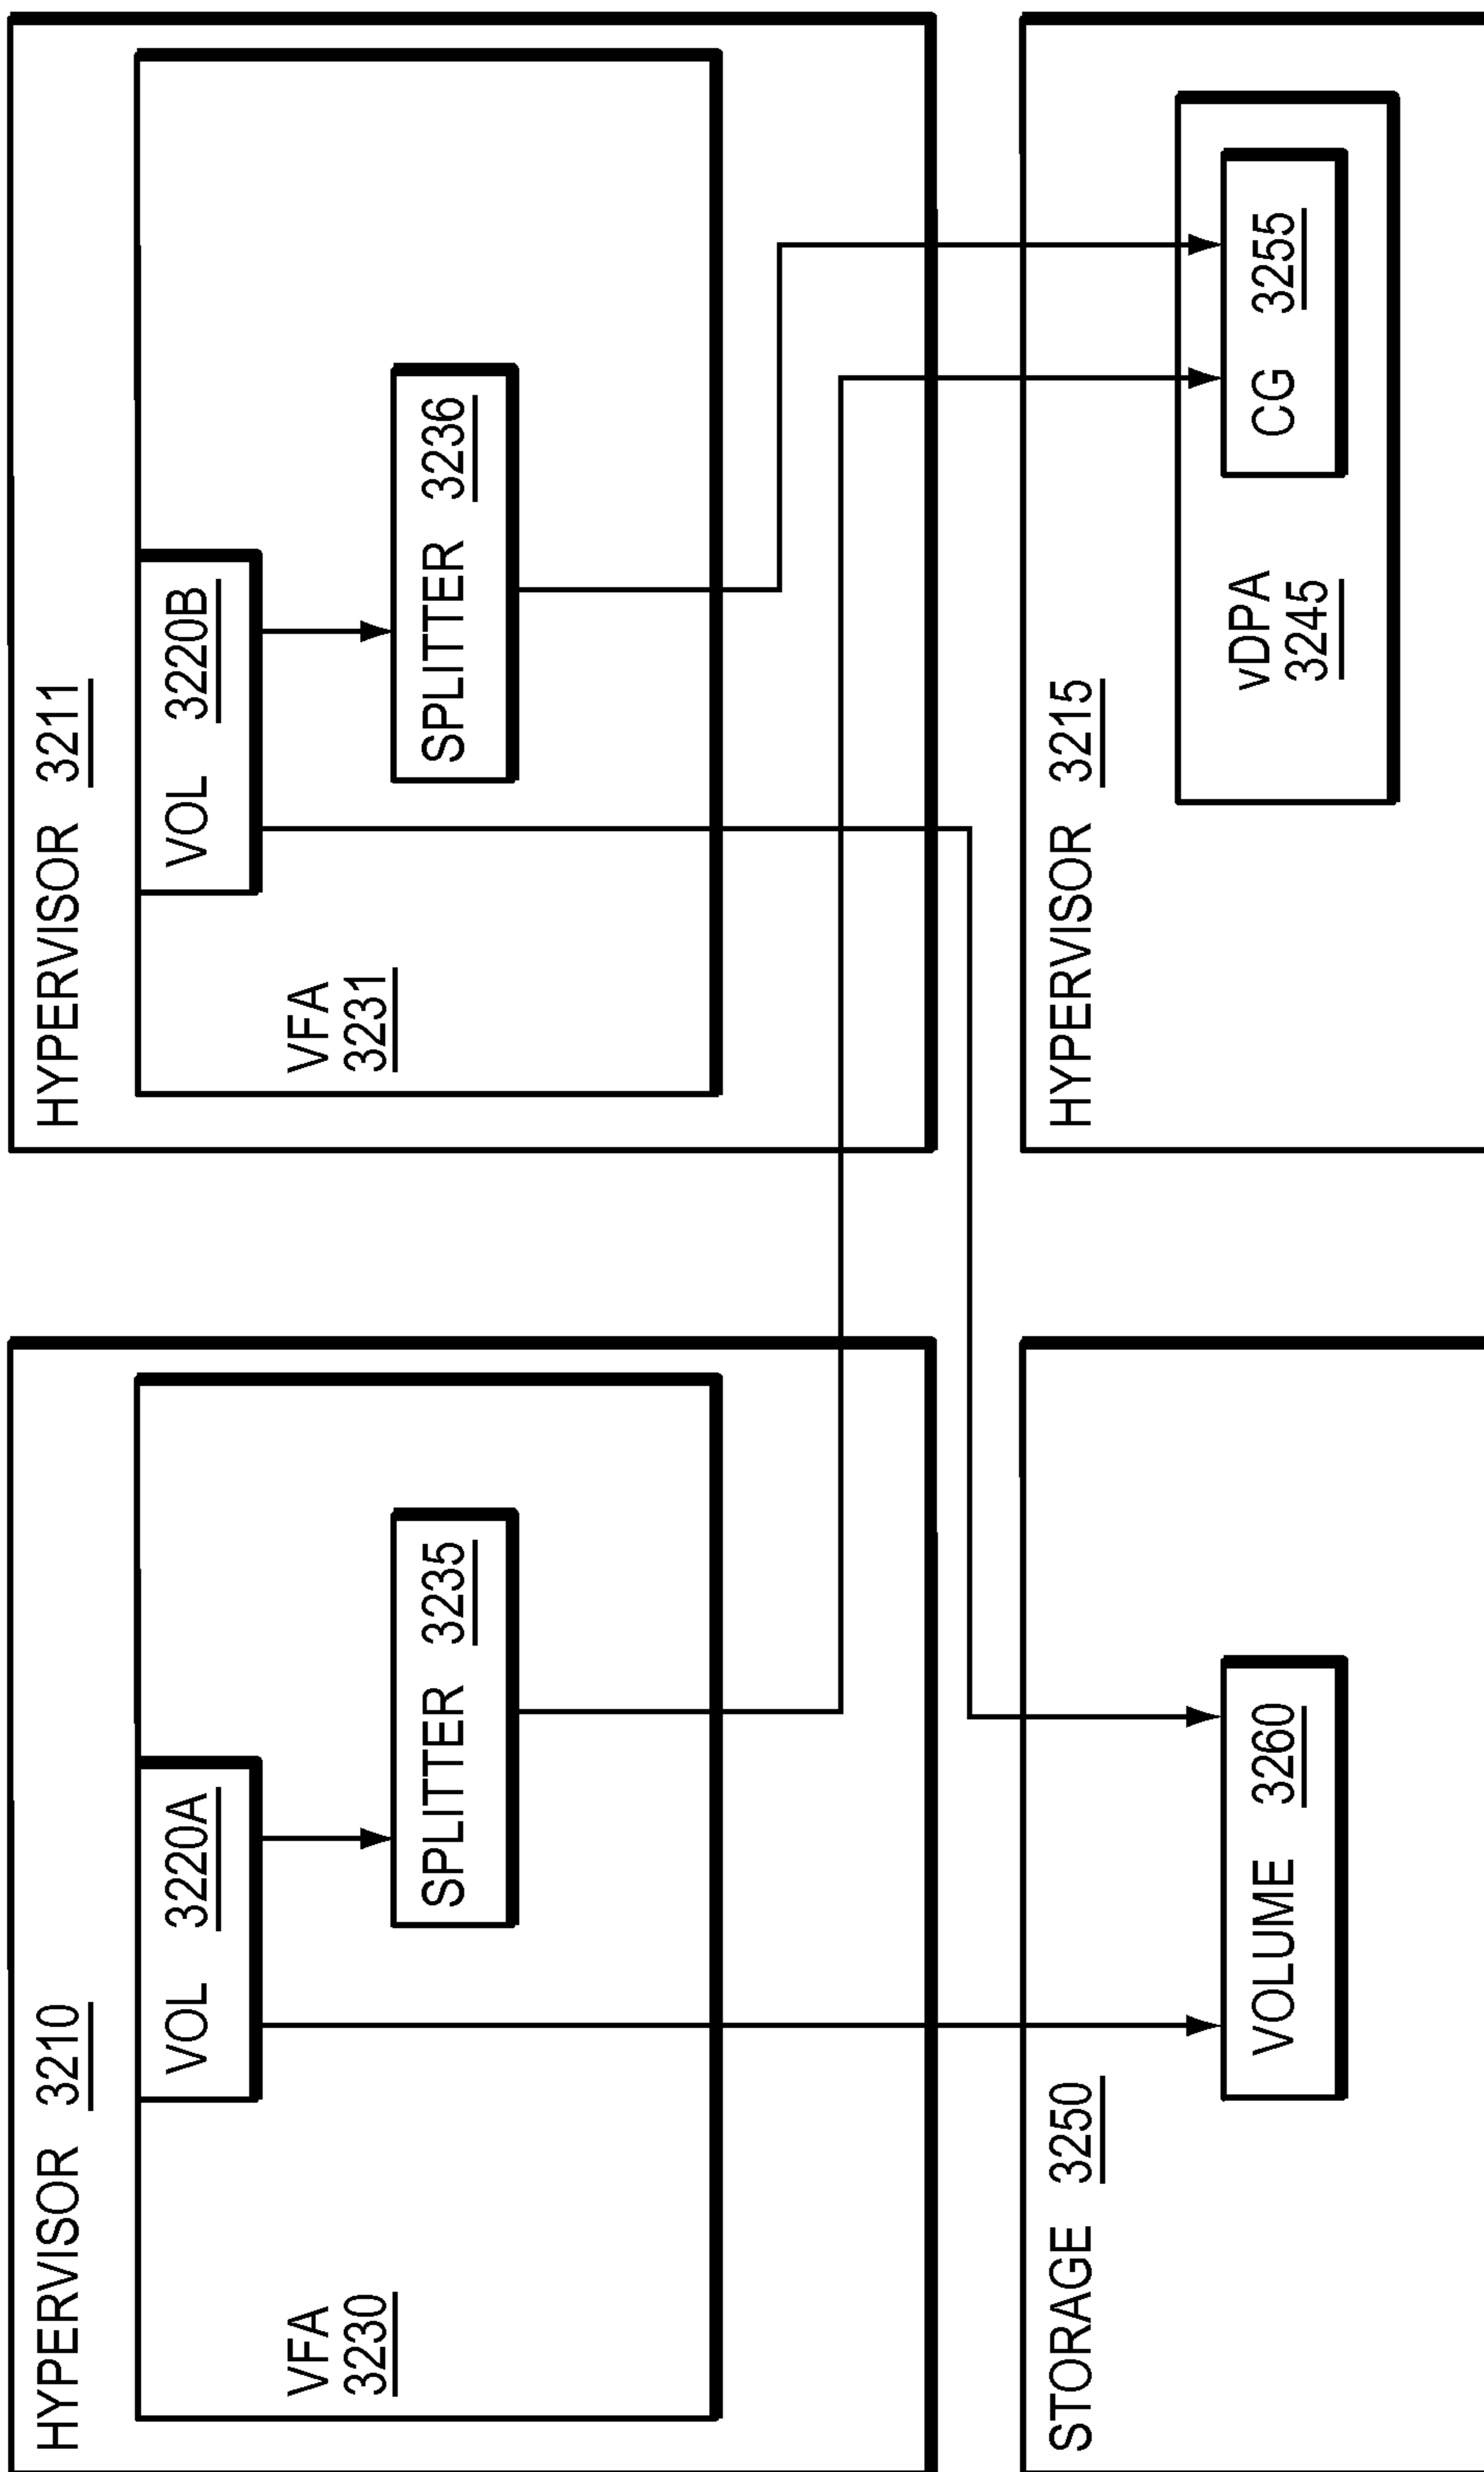 HYPERVISOR 3210
VOL 3220A
VFA
3230
SPLITTER 3235
HYPERVISOR 3211
VOL 3220B
VFA
3231
SPLITTER 3236
STORAGE 3250
VOLUME 3260
HYPERVISOR 3215
vDPA
3245
CG 3255